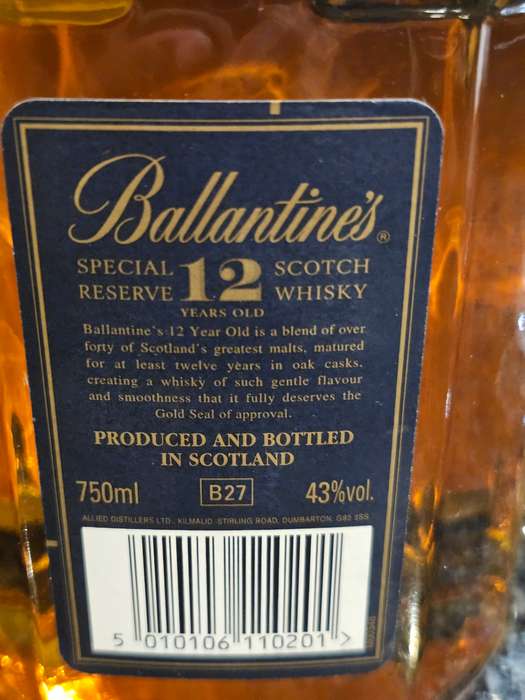 Ballantine's®
SPECIAL 12 SCOTCH
RESERVE WHISKY
YEARS OLD
Ballantine's 12 Year Old is a blend of over
forty of Scotland's greatest malts, matured
for at least twelve years in oak casks,
creating a whisky of such gentle flavour
and smoothness that it fully deserves the
Gold Seal of approval.
PRODUCED AND BOTTLED
IN SCOTLAND
750ml B27 43%vol.
ALLIED DISTILLERS LTD. KILMALID STIRLING ROAD, DUMBARTON, G82 2SS
5 010106 110201 >